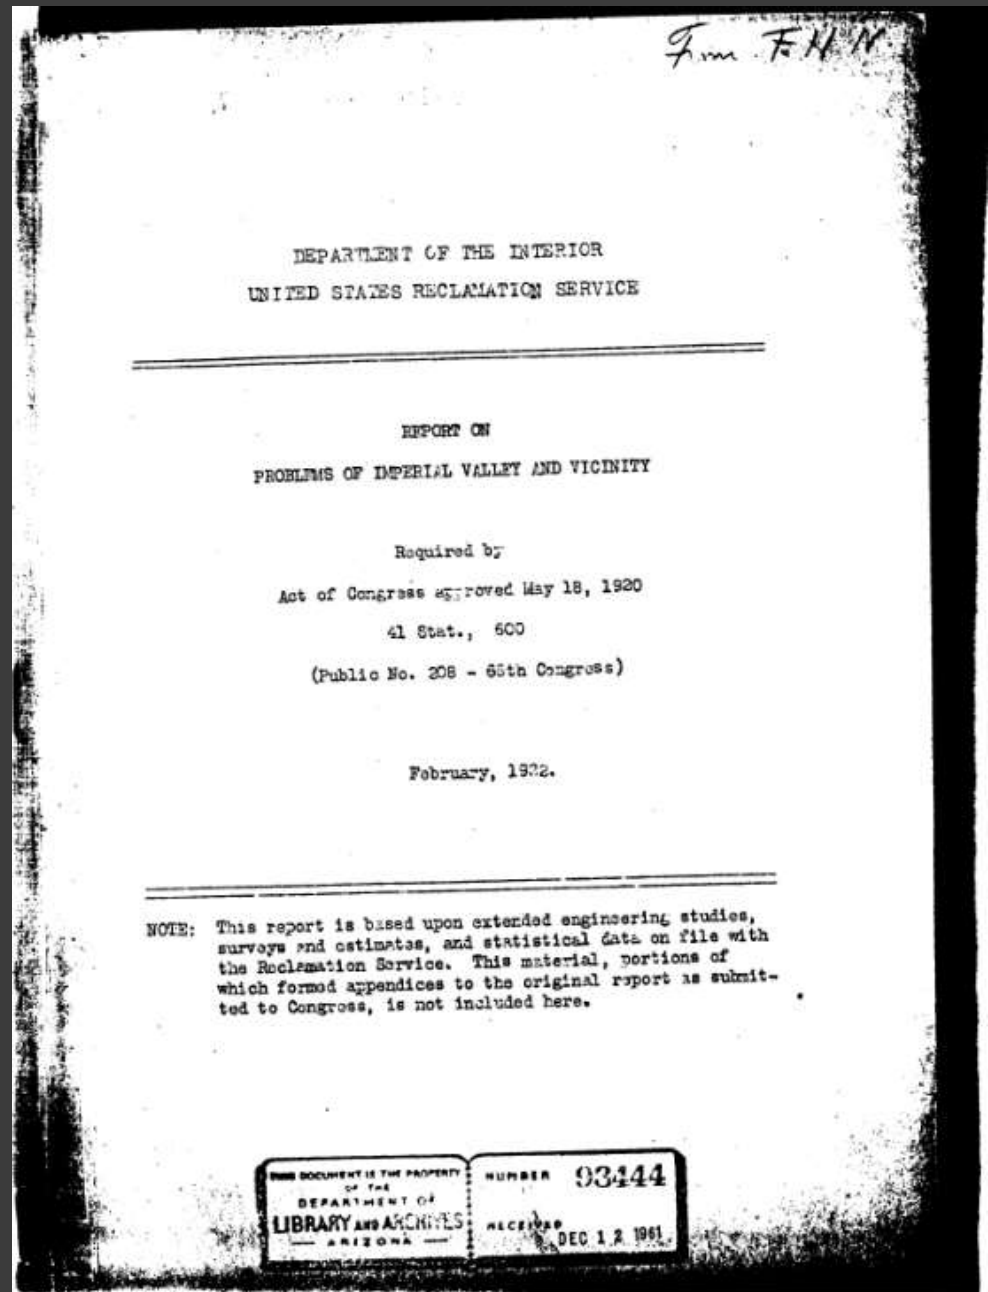 From F. H. N
DEPARTMENT OF THE INTERIOR
UNITED STATES RECLAMATION SERVICE
REPORT ON
PROBLEMS OF IMPERIAL VALLEY AND VICINITY
Required by
Act of Congress approved May 18, 1920
41 Stat., 600
(Public No. 208 - 66th Congress)
February, 1922.
NOTE: This report is based upon extended engineering studies,
surveys and estimates, and statistical data on file with
the Reclamation Service. This material, portions of
which formed appendices to the original report as submit-
ted to Congress, is not included here.
THIS DOCUMENT IS THE PROPERTY
OF THE
DEPARTMENT OF
LIBRARY AND ARCHIVES
ARIZONA
NUMBER 93444
RECEIVED
DEC 12 1961